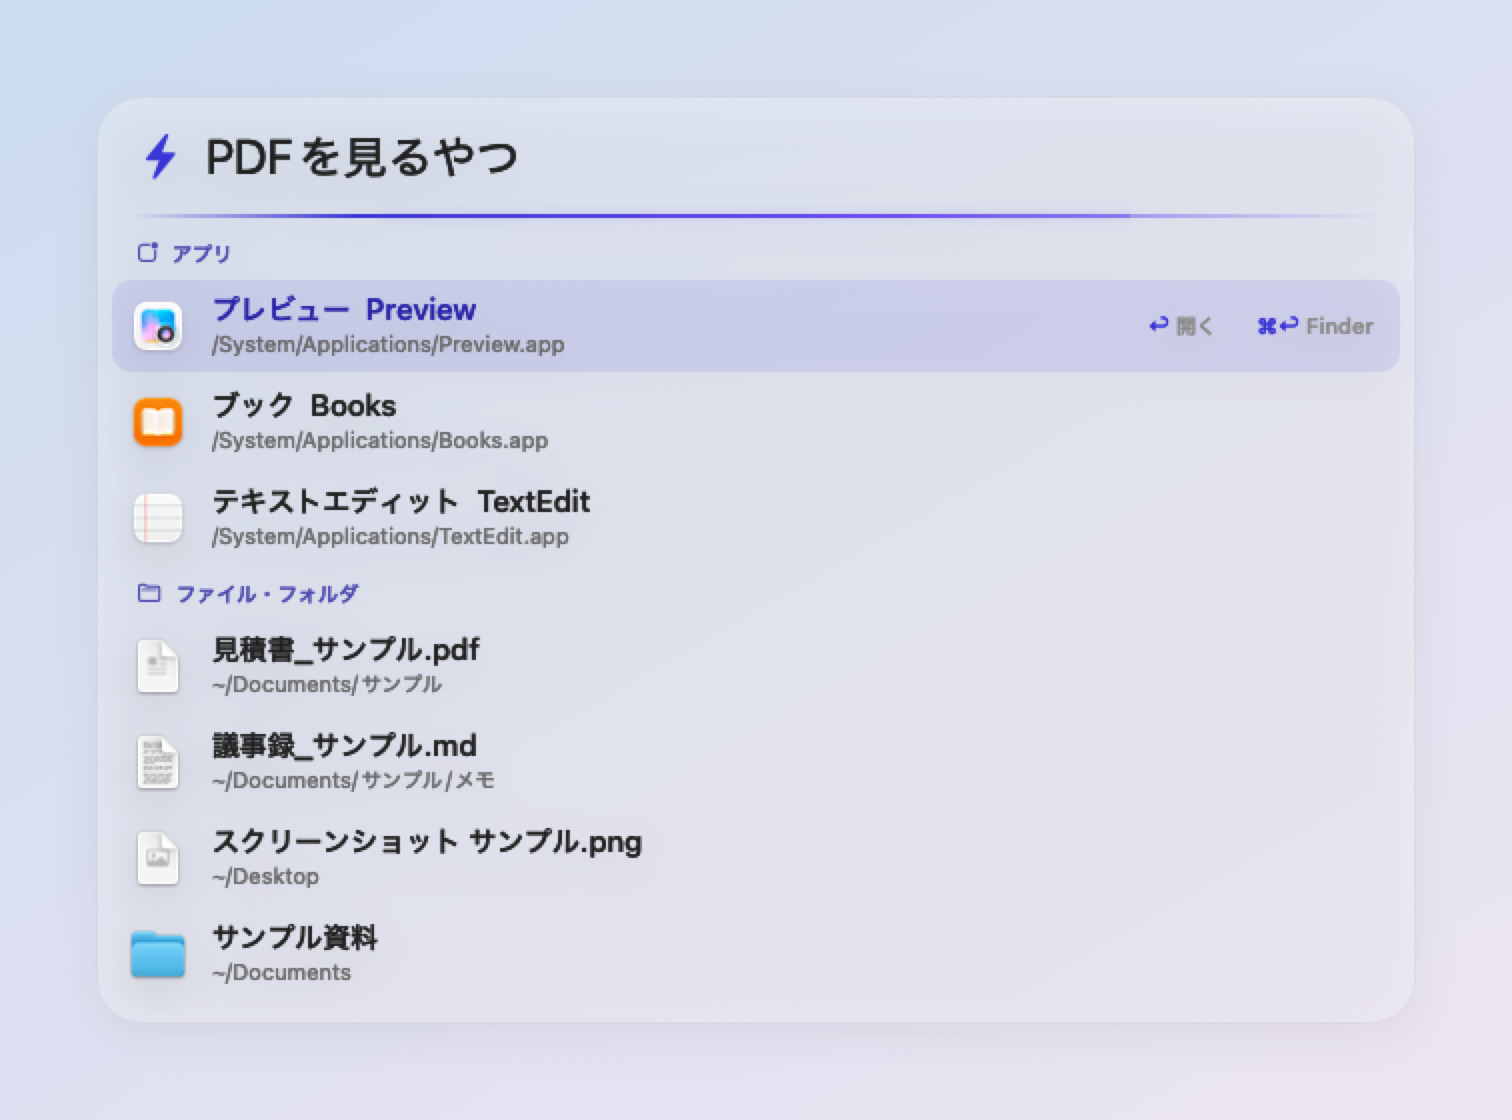 PDFを見るやつ
アプリ
プレビュー Preview
/System/Applications/Preview.app
開く
Finder
ブック Books
/System/Applications/Books.app
テキストエディット TextEdit
/System/Applications/TextEdit.app
ファイル・フォルダ
見積書_サンプル.pdf
~/Documents/サンプル
議事録_サンプル.md
~/Documents/サンプル/メモ
スクリーンショット サンプル.png
~/Desktop
サンプル資料
~/Documents